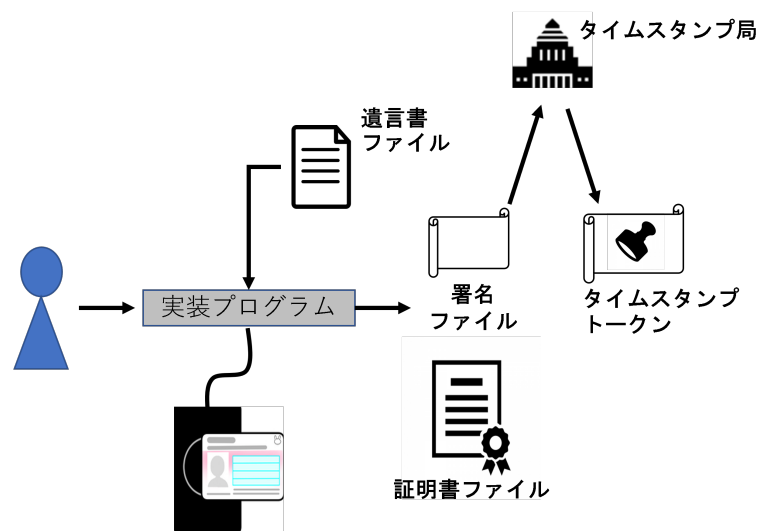 タイムスタンプ局
遺言書
ファイル
実装プログラム
署名
ファイル
タイムスタンプ
トークン
証明書ファイル